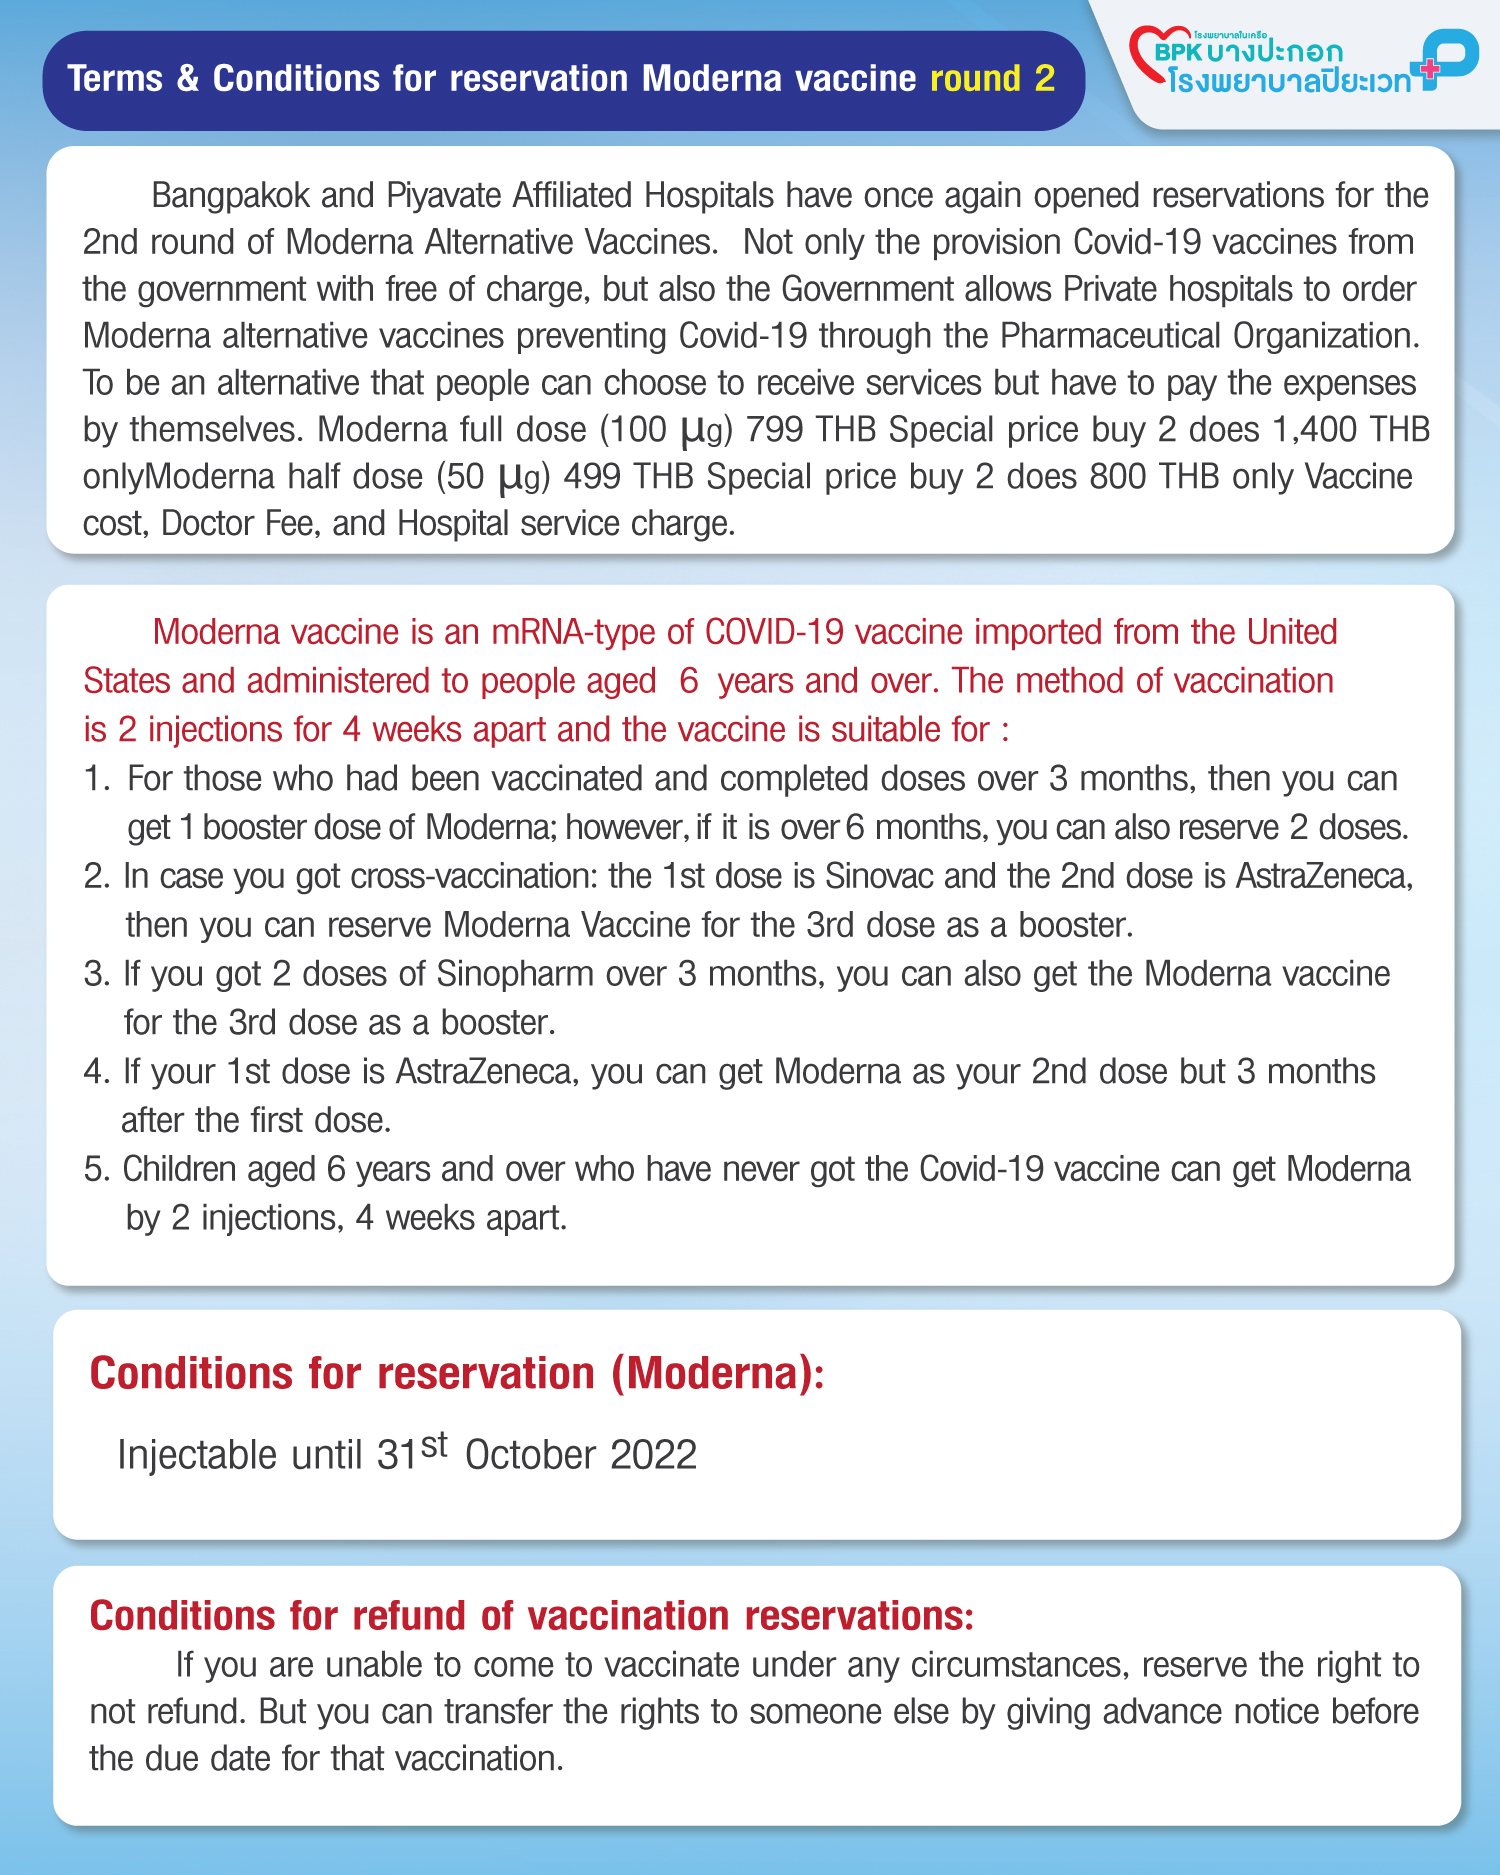 Terms & Conditions for reservation Moderna vaccine round 2
โรงพยาบาลในเครือ
BPK บางปะกอก
โรงพยาบาลปิยะเวท
Bangpakok and Piyavate Affiliated Hospitals have once again opened reservations for the
2nd round of Moderna Alternative Vaccines. Not only the provision Covid-19 vaccines from
the government with free of charge, but also the Government allows Private hospitals to order
Moderna alternative vaccines preventing Covid-19 through the Pharmaceutical Organization.
To be an alternative that people can choose to receive services but have to pay the expenses
by themselves. Moderna full dose (100 µg) 799 THB Special price buy 2 does 1,400 THB
onlyModerna half dose (50 µg) 499 THB Special price buy 2 does 800 THB only Vaccine
cost, Doctor Fee, and Hospital service charge.
Moderna vaccine is an mRNA-type of COVID-19 vaccine imported from the United
States and administered to people aged 6 years and over. The method of vaccination
is 2 injections for 4 weeks apart and the vaccine is suitable for :
1. For those who had been vaccinated and completed doses over 3 months, then you can
get 1 booster dose of Moderna; however, if it is over 6 months, you can also reserve 2 doses.
2. In case you got cross-vaccination: the 1st dose is Sinovac and the 2nd dose is AstraZeneca,
then you can reserve Moderna Vaccine for the 3rd dose as a booster.
3. If you got 2 doses of Sinopharm over 3 months, you can also get the Moderna vaccine
for the 3rd dose as a booster.
4. If your 1st dose is AstraZeneca, you can get Moderna as your 2nd dose but 3 months
after the first dose.
5. Children aged 6 years and over who have never got the Covid-19 vaccine can get Moderna
by 2 injections, 4 weeks apart.
Conditions for reservation (Moderna):
Injectable until 31st October 2022
Conditions for refund of vaccination reservations:
If you are unable to come to vaccinate under any circumstances, reserve the right to
not refund. But you can transfer the rights to someone else by giving advance notice before
the due date for that vaccination.